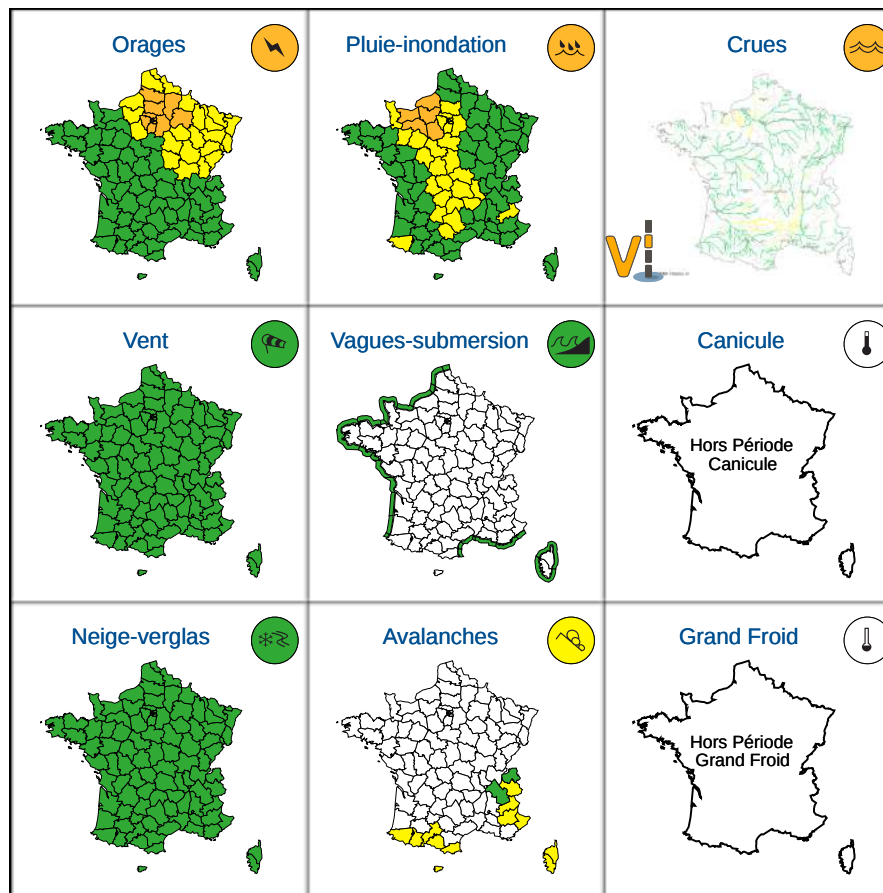 Orages
Pluie-inondation
Crues
Vi
Vent
Vagues-submersion
Canicule
Hors Période
Canicule
Neige-verglas
Avalanches
Grand Froid
Hors Période
Grand Froid